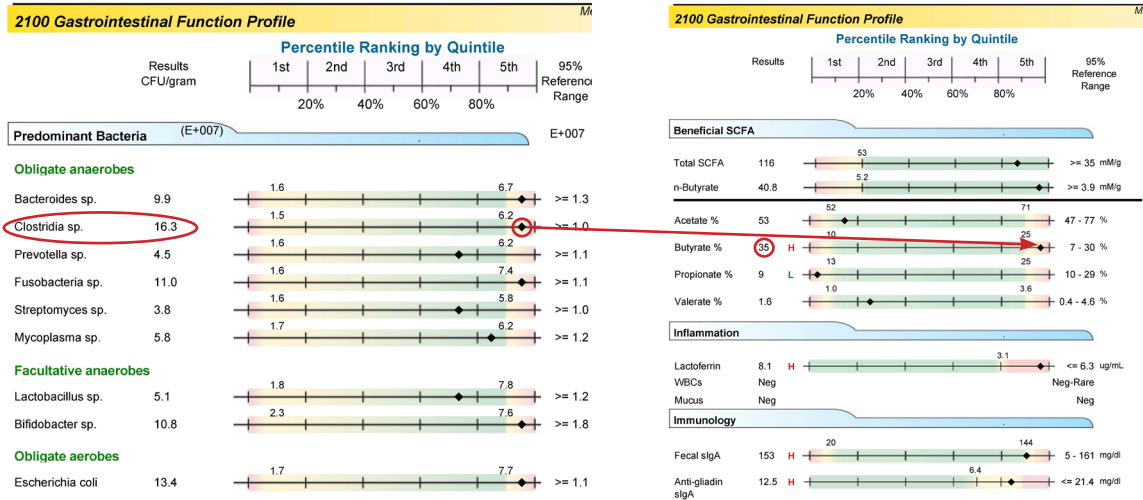 2100 Gastrointestinal Function Profile
Me
Percentile Ranking by Quintile
Results
CFU/gram
1st 2nd 3rd 4th 5th
95%
Reference
Range
20% 40% 60% 80%
Predominant Bacteria (E+007) E+007
Obligate anaerobes
1.6 6.7
Bacteroides sp. 9.9 >= 1.3
1.5 6.2
Clostridia sp. 16.3 >= 1.0
1.6 6.2
Prevotella sp. 4.5 >= 1.1
1.6 7.4
Fusobacteria sp. 11.0 >= 1.1
1.6 5.8
Streptomyces sp. 3.8 >= 1.0
1.7 6.2
Mycoplasma sp. 5.8 >= 1.2
Facultative anaerobes
1.8 7.8
Lactobacillus sp. 5.1 >= 1.2
2.3 7.6
Bifidobacter sp. 10.8 >= 1.8
Obligate aerobes
1.7 7.7
Escherichia coli 13.4 >= 1.1
2100 Gastrointestinal Function Profile
M
Percentile Ranking by Quintile
Results
1st 2nd 3rd 4th 5th
95%
Reference
Range
20% 40% 60% 80%
Beneficial SCFA
53
Total SCFA 116 >= 35 mM/g
5.2
n-Butyrate 40.8 >= 3.9 mM/g
52 71
Acetate % 53 47 - 77 %
10 25
Butyrate % 35 H 7 - 30 %
13 25
Propionate % 9 L 10 - 29 %
1.0 3.6
Valerate % 1.6 0.4 - 4.6 %
Inflammation
3.1
Lactoferrin 8.1 H <= 6.3 ug/mL
WBCs Neg Neg-Rare
Mucus Neg Neg
Immunology
20 144
Fecal sIgA 153 H 5 - 161 mg/dl
6.4
Anti-gliadin 12.5 H <= 21.4 mg/dl
sIgA